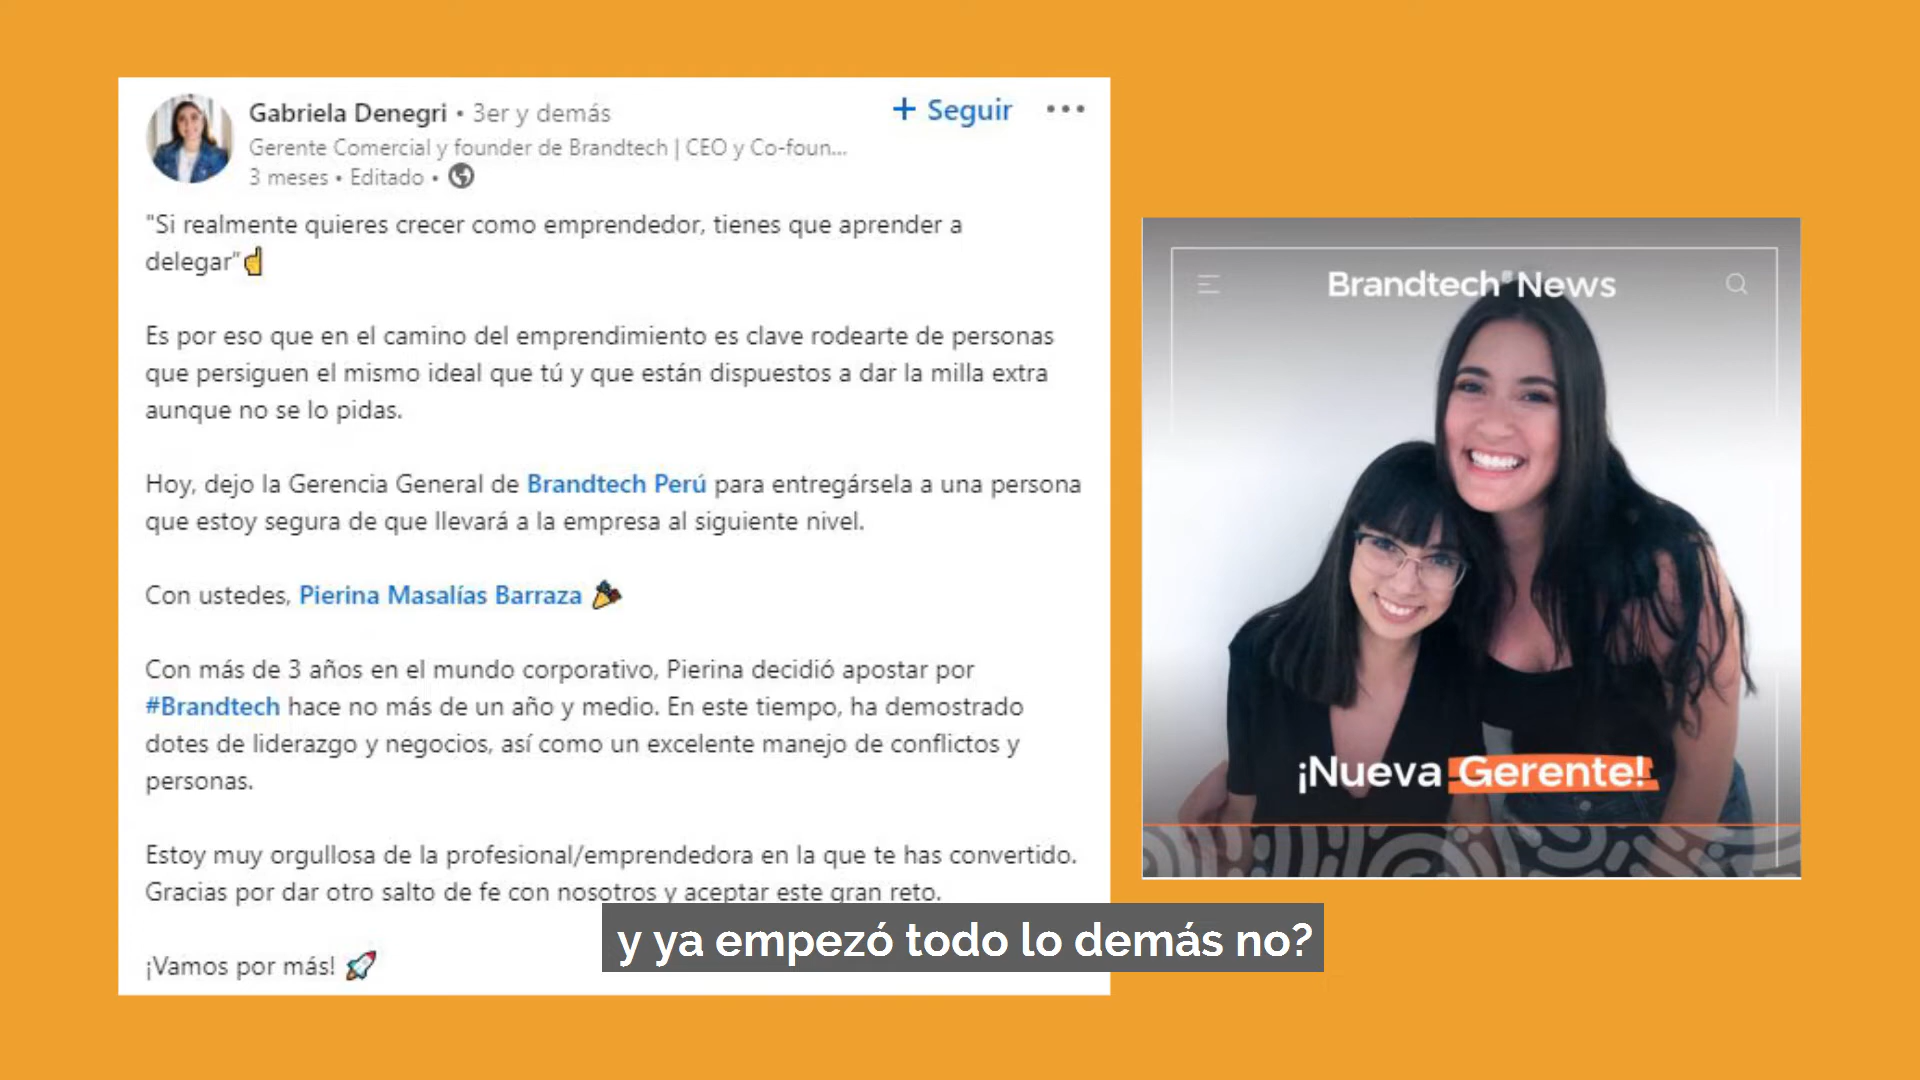 Gabriela Denegri • 3er y demás
+ Seguir
Gerente Comercial y founder de Brandtech | CEO y Co-foun...
3 meses • Editado •
"Si realmente quieres crecer como emprendedor, tienes que aprender a
delegar"☝
Es por eso que en el camino del emprendimiento es clave rodearte de personas
que persiguen el mismo ideal que tú y que están dispuestos a dar la milla extra
aunque no se lo pidas.
Hoy, dejo la Gerencia General de Brandtech Perú para entregársela a una persona
que estoy segura de que llevará a la empresa al siguiente nivel.
Con ustedes, Pierina Masalías Barraza 🎉
Con más de 3 años en el mundo corporativo, Pierina decidió apostar por
#Brandtech hace no más de un año y medio. En este tiempo, ha demostrado
dotes de liderazgo y negocios, así como un excelente manejo de conflictos y
personas.
Estoy muy orgullosa de la profesional/emprendedora en la que te has convertido.
Gracias por dar otro salto de fe con nosotros y aceptar este gran reto.
¡Vamos por más! 🚀
Brandtech® News
¡Nueva Gerente!
y ya empezó todo lo demás no?